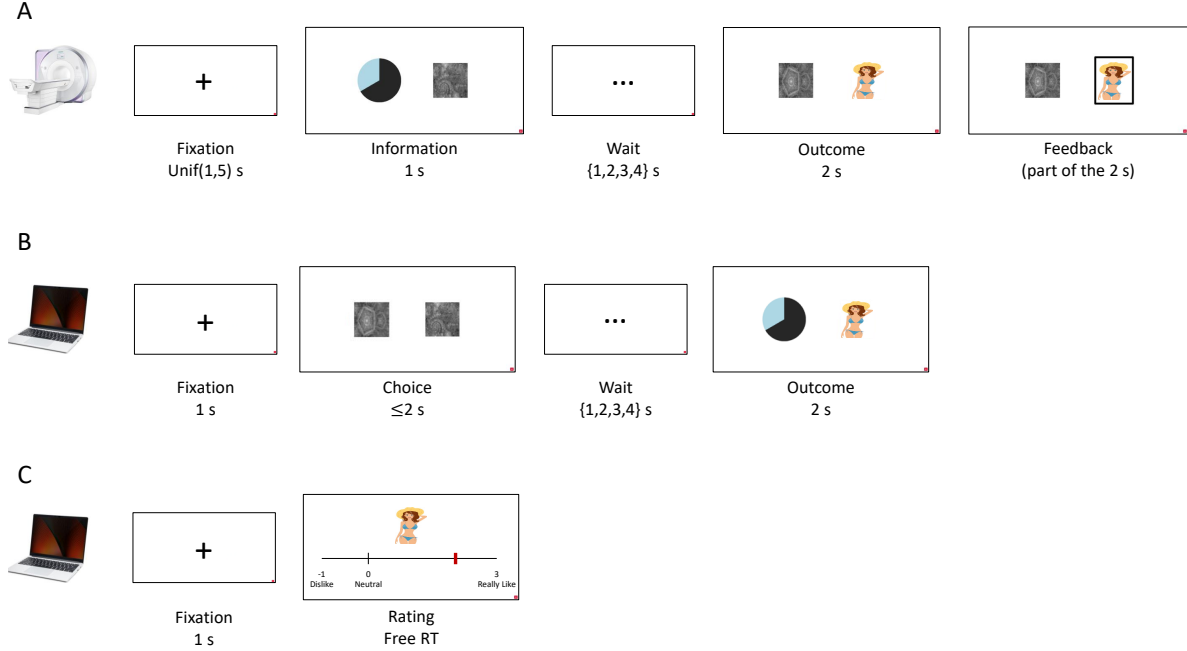 A
+
...
Fixation
Unif(1,5) s
Information
1 s
Wait
{1,2,3,4} s
Outcome
2 s
Feedback
(part of the 2 s)
B
+
...
Fixation
1 s
Choice
≤2 s
Wait
{1,2,3,4} s
Outcome
2 s
C
+
-1
0
3
Dislike
Neutral
Really Like
Fixation
1 s
Rating
Free RT